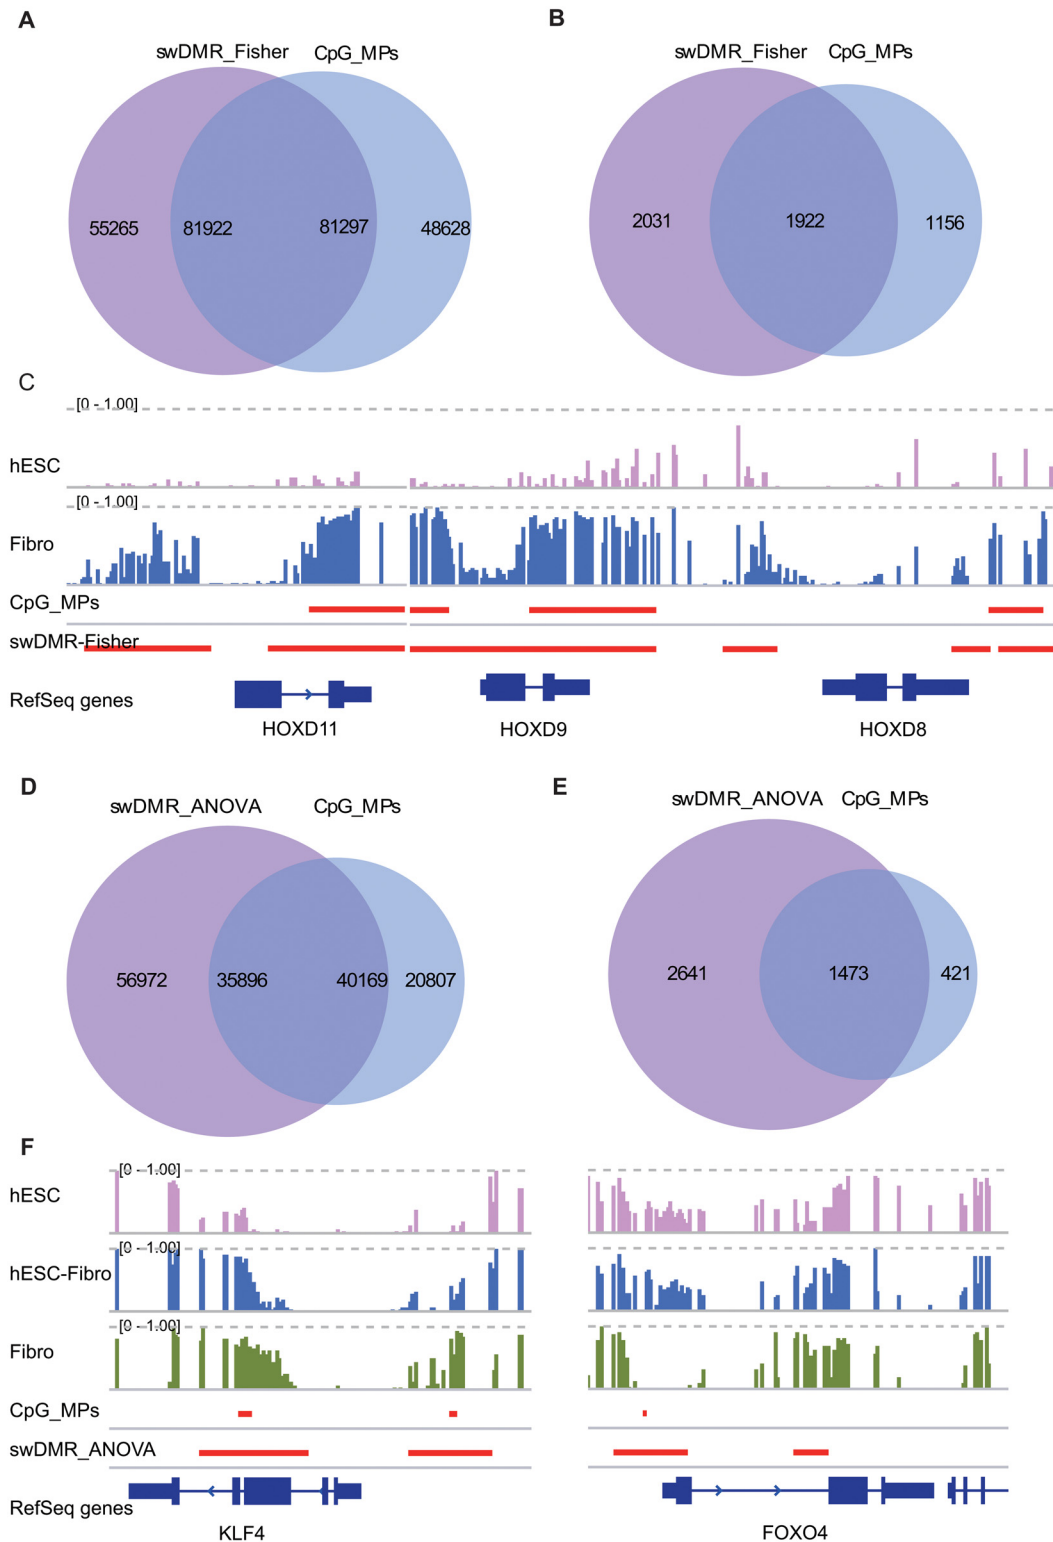 A
B
swDMR_Fisher CpG_MPs
swDMR_Fisher CpG_MPs
55265 81922 81297 48628
2031 1922 1156
C
[0 - 1.00]
hESC
[0 - 1.00]
Fibro
CpG_MPs
swDMR-Fisher
RefSeq genes
HOXD11 HOXD9 HOXD8
D
E
swDMR_ANOVA CpG_MPs
swDMR_ANOVA CpG_MPs
56972 35896 40169 20807
2641 1473 421
F
[0 - 1.00]
hESC
[0 - 1.00]
hESC-Fibro
[0 - 1.00]
Fibro
CpG_MPs
swDMR_ANOVA
RefSeq genes
KLF4 FOXO4